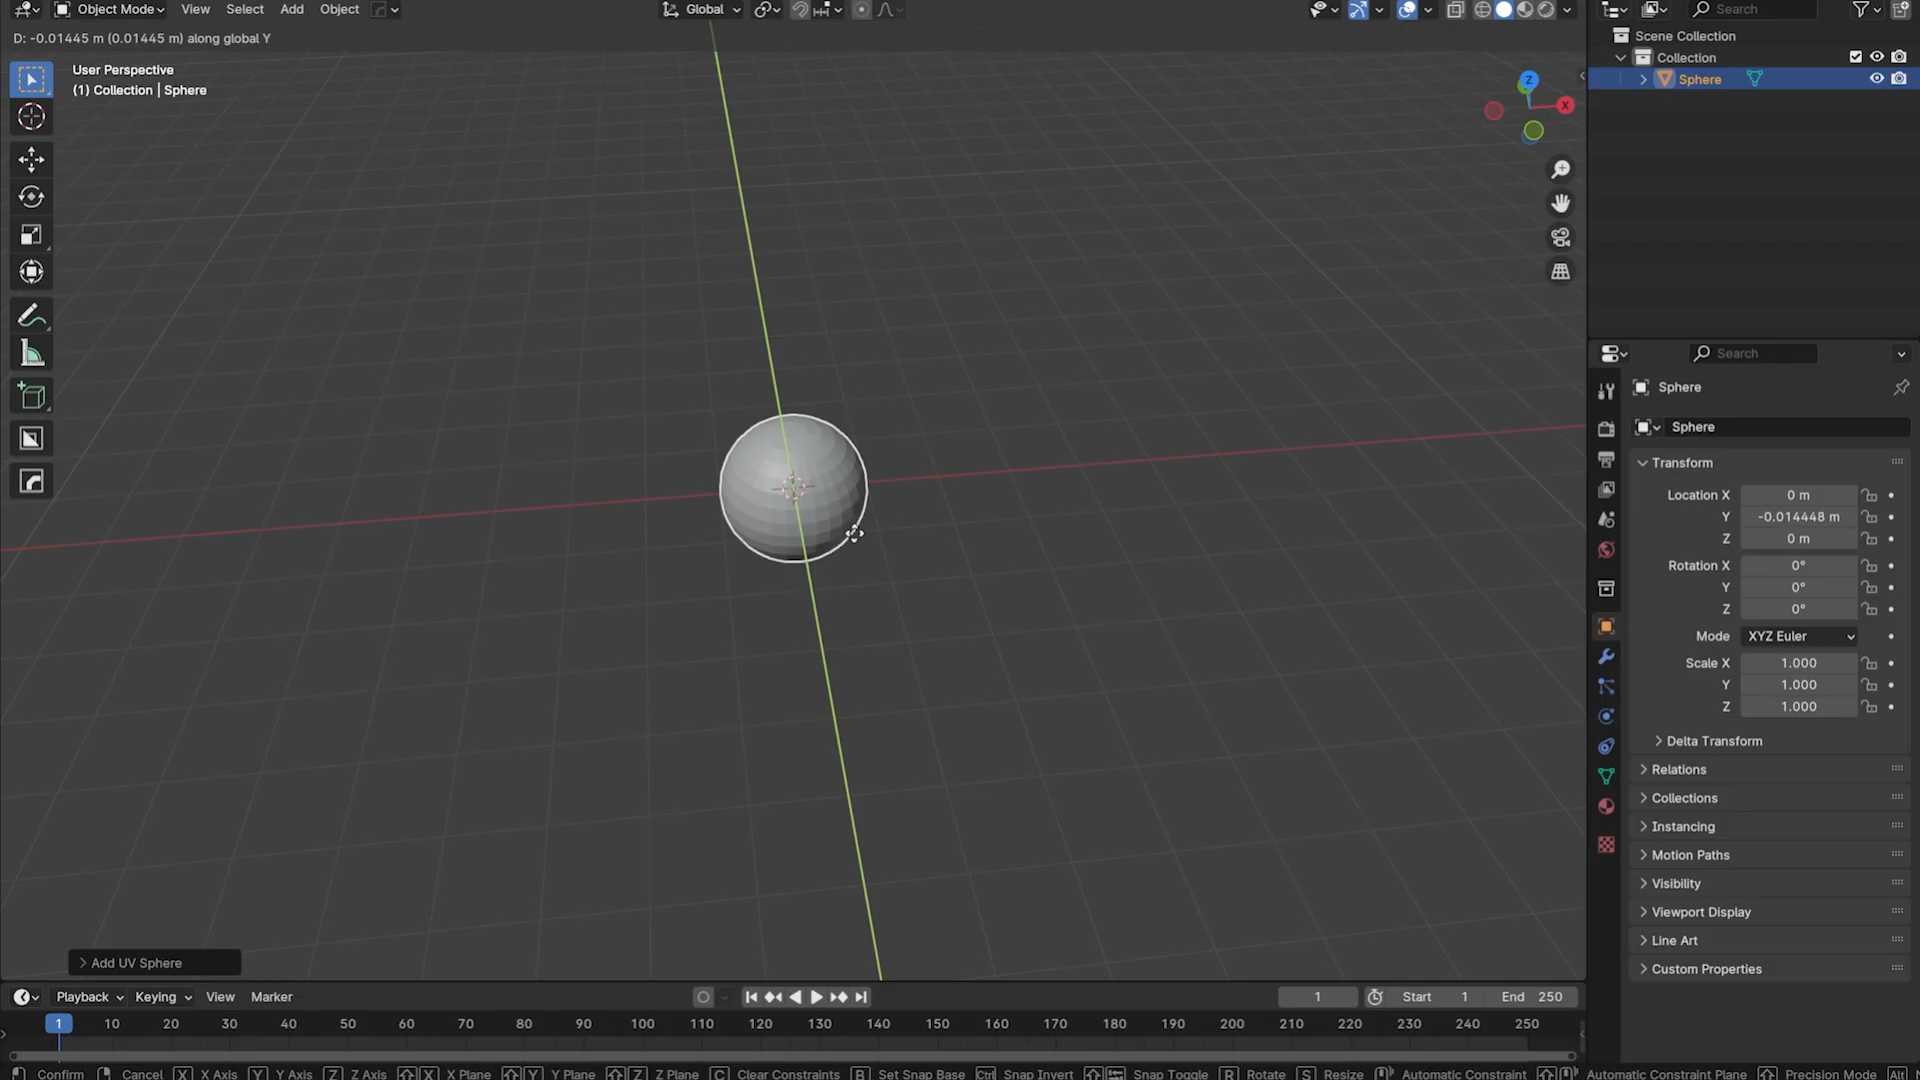 Object Mode View Select Add Object Global Search
D: -0.01445 m (0.01445 m) along global Y
User Perspective
(1) Collection | Sphere
Z
X
Scene Collection
Collection
Sphere
Search
Sphere
Sphere
Transform
Location X 0 m
Y -0.014448 m
Z 0 m
Rotation X 0°
Y 0°
Z 0°
Mode XYZ Euler
Scale X 1.000
Y 1.000
Z 1.000
Delta Transform
Relations
Collections
Instancing
Motion Paths
Visibility
Viewport Display
Line Art
Custom Properties
Add UV Sphere
Playback Keying View Marker 1 Start 1 End 250
1 10 20 30 40 50 60 70 80 90 100 110 120 130 140 150 160 170 180 190 200 210 220 230 240 250
Confirm Cancel X X Axis Y Y Axis Z Z Axis X X Plane Y Y Plane Z Z Plane C Clear Constraints B Set Snap Base Ctrl Snap Invert Snap Toggle R Rotate S Resize Automatic Constraint Automatic Constraint Plane Precision Mode Alt